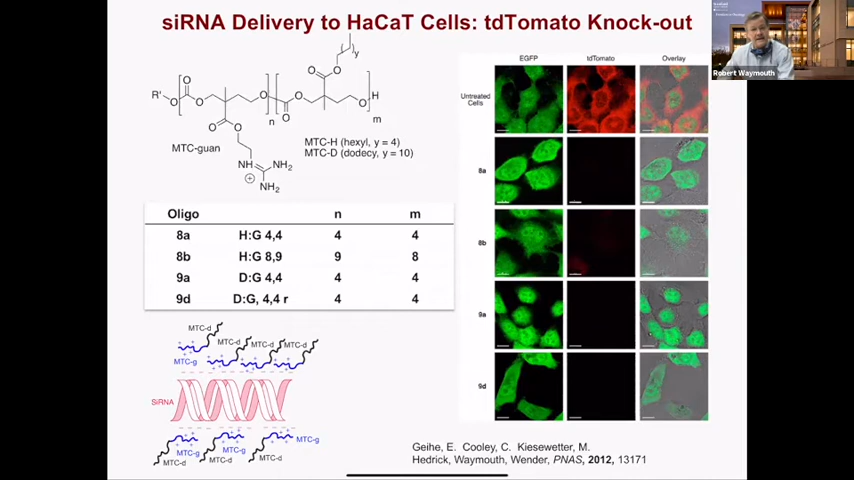 siRNA Delivery to HaCaT Cells: tdTomato Knock-out
Robert Waymouth
R'
O
O
O
O
O
O
O
O
H
n
m
y
O
O
O
O
MTC-guan
NH
NH2
+
NH2
MTC-H (hexyl, y = 4)
MTC-D (dodecy, = 10)
Oligo n m
8a H:G 4,4 4 4
8b H:G 8,9 9 8
9a D:G 4,4 4 4
9d D:G, 4,4 r 4 4
MTC-d
MTC-d
MTC-d
MTC-d
MTC-g
SiRNA
MTC-g
MTC-g
MTC-g
MTC-d
MTC-d
MTC-d
EGFP tdTomato Overlay
Untreated
Cells
8a
8b
9a
9d
Geihe, E. Cooley, C. Kiesewetter, M.
Hedrick, Waymouth, Wender, PNAS, 2012, 13171